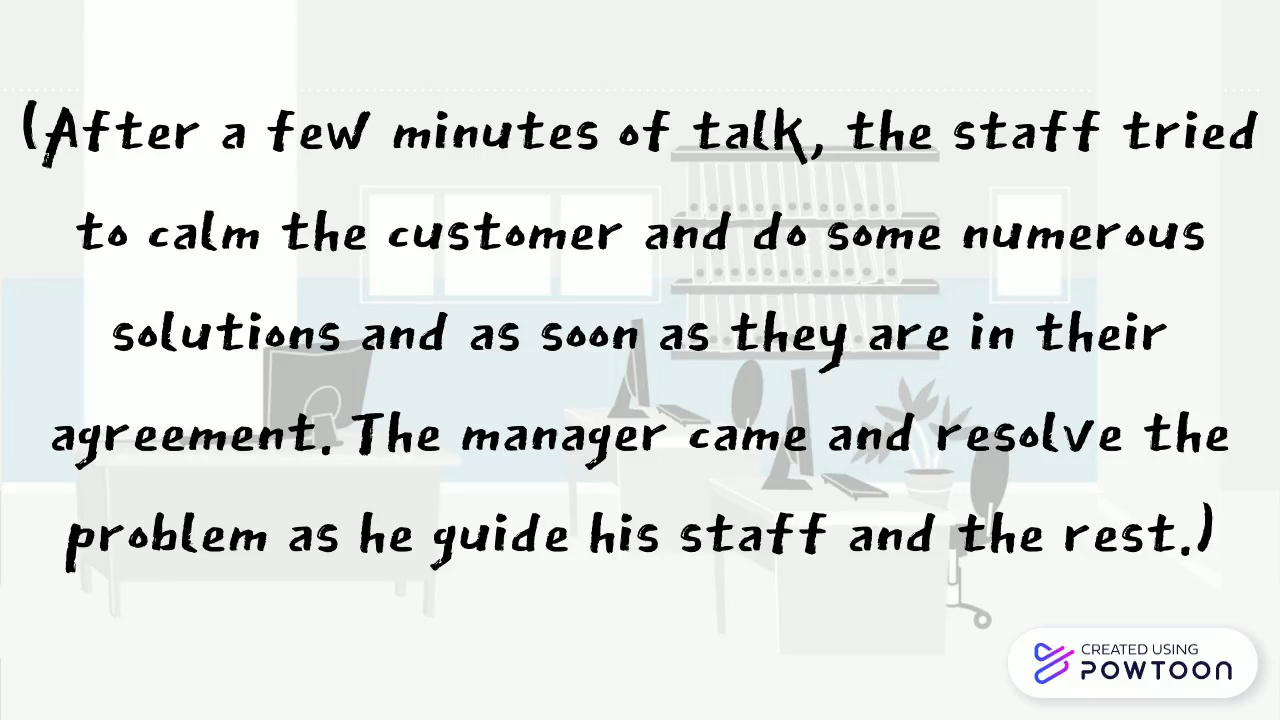 (After a few minutes of talk, the staff tried
to calm the customer and do some numerous
solutions and as soon as they are in their
agreement. The manager came and resolve the
problem as he guide his staff and the rest.)
CREATED USING
POWTOON